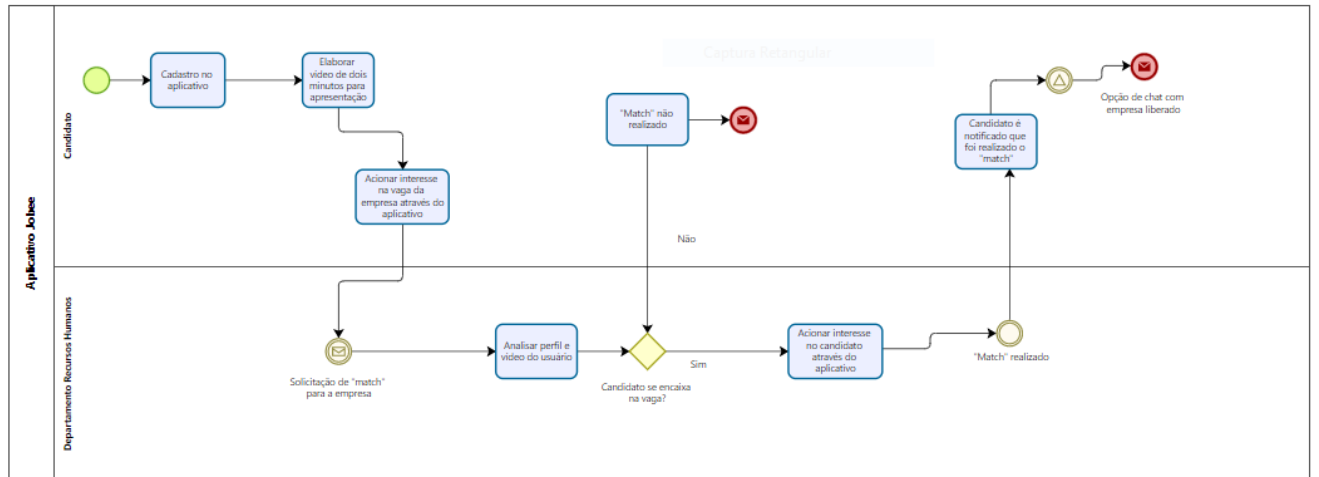 Aplicativo Jobee
Candidato
Cadastro no
aplicativo
Elaborar
vídeo de dois
minutos para
apresentação
Acionar interesse
na vaga da
empresa através do
aplicativo
Captura Retangular
"Match" não
realizado
Não
Candidato é
notificado que
foi realizado o
"match"
Opção de chat com
empresa liberado
Departamento Recursos Humanos
Solicitação de "match"
para a empresa
Analisar perfil e
vídeo do usuário
Candidato se encaixa
na vaga?
Sim
Acionar interesse
no candidato
através do
aplicativo
"Match" realizado